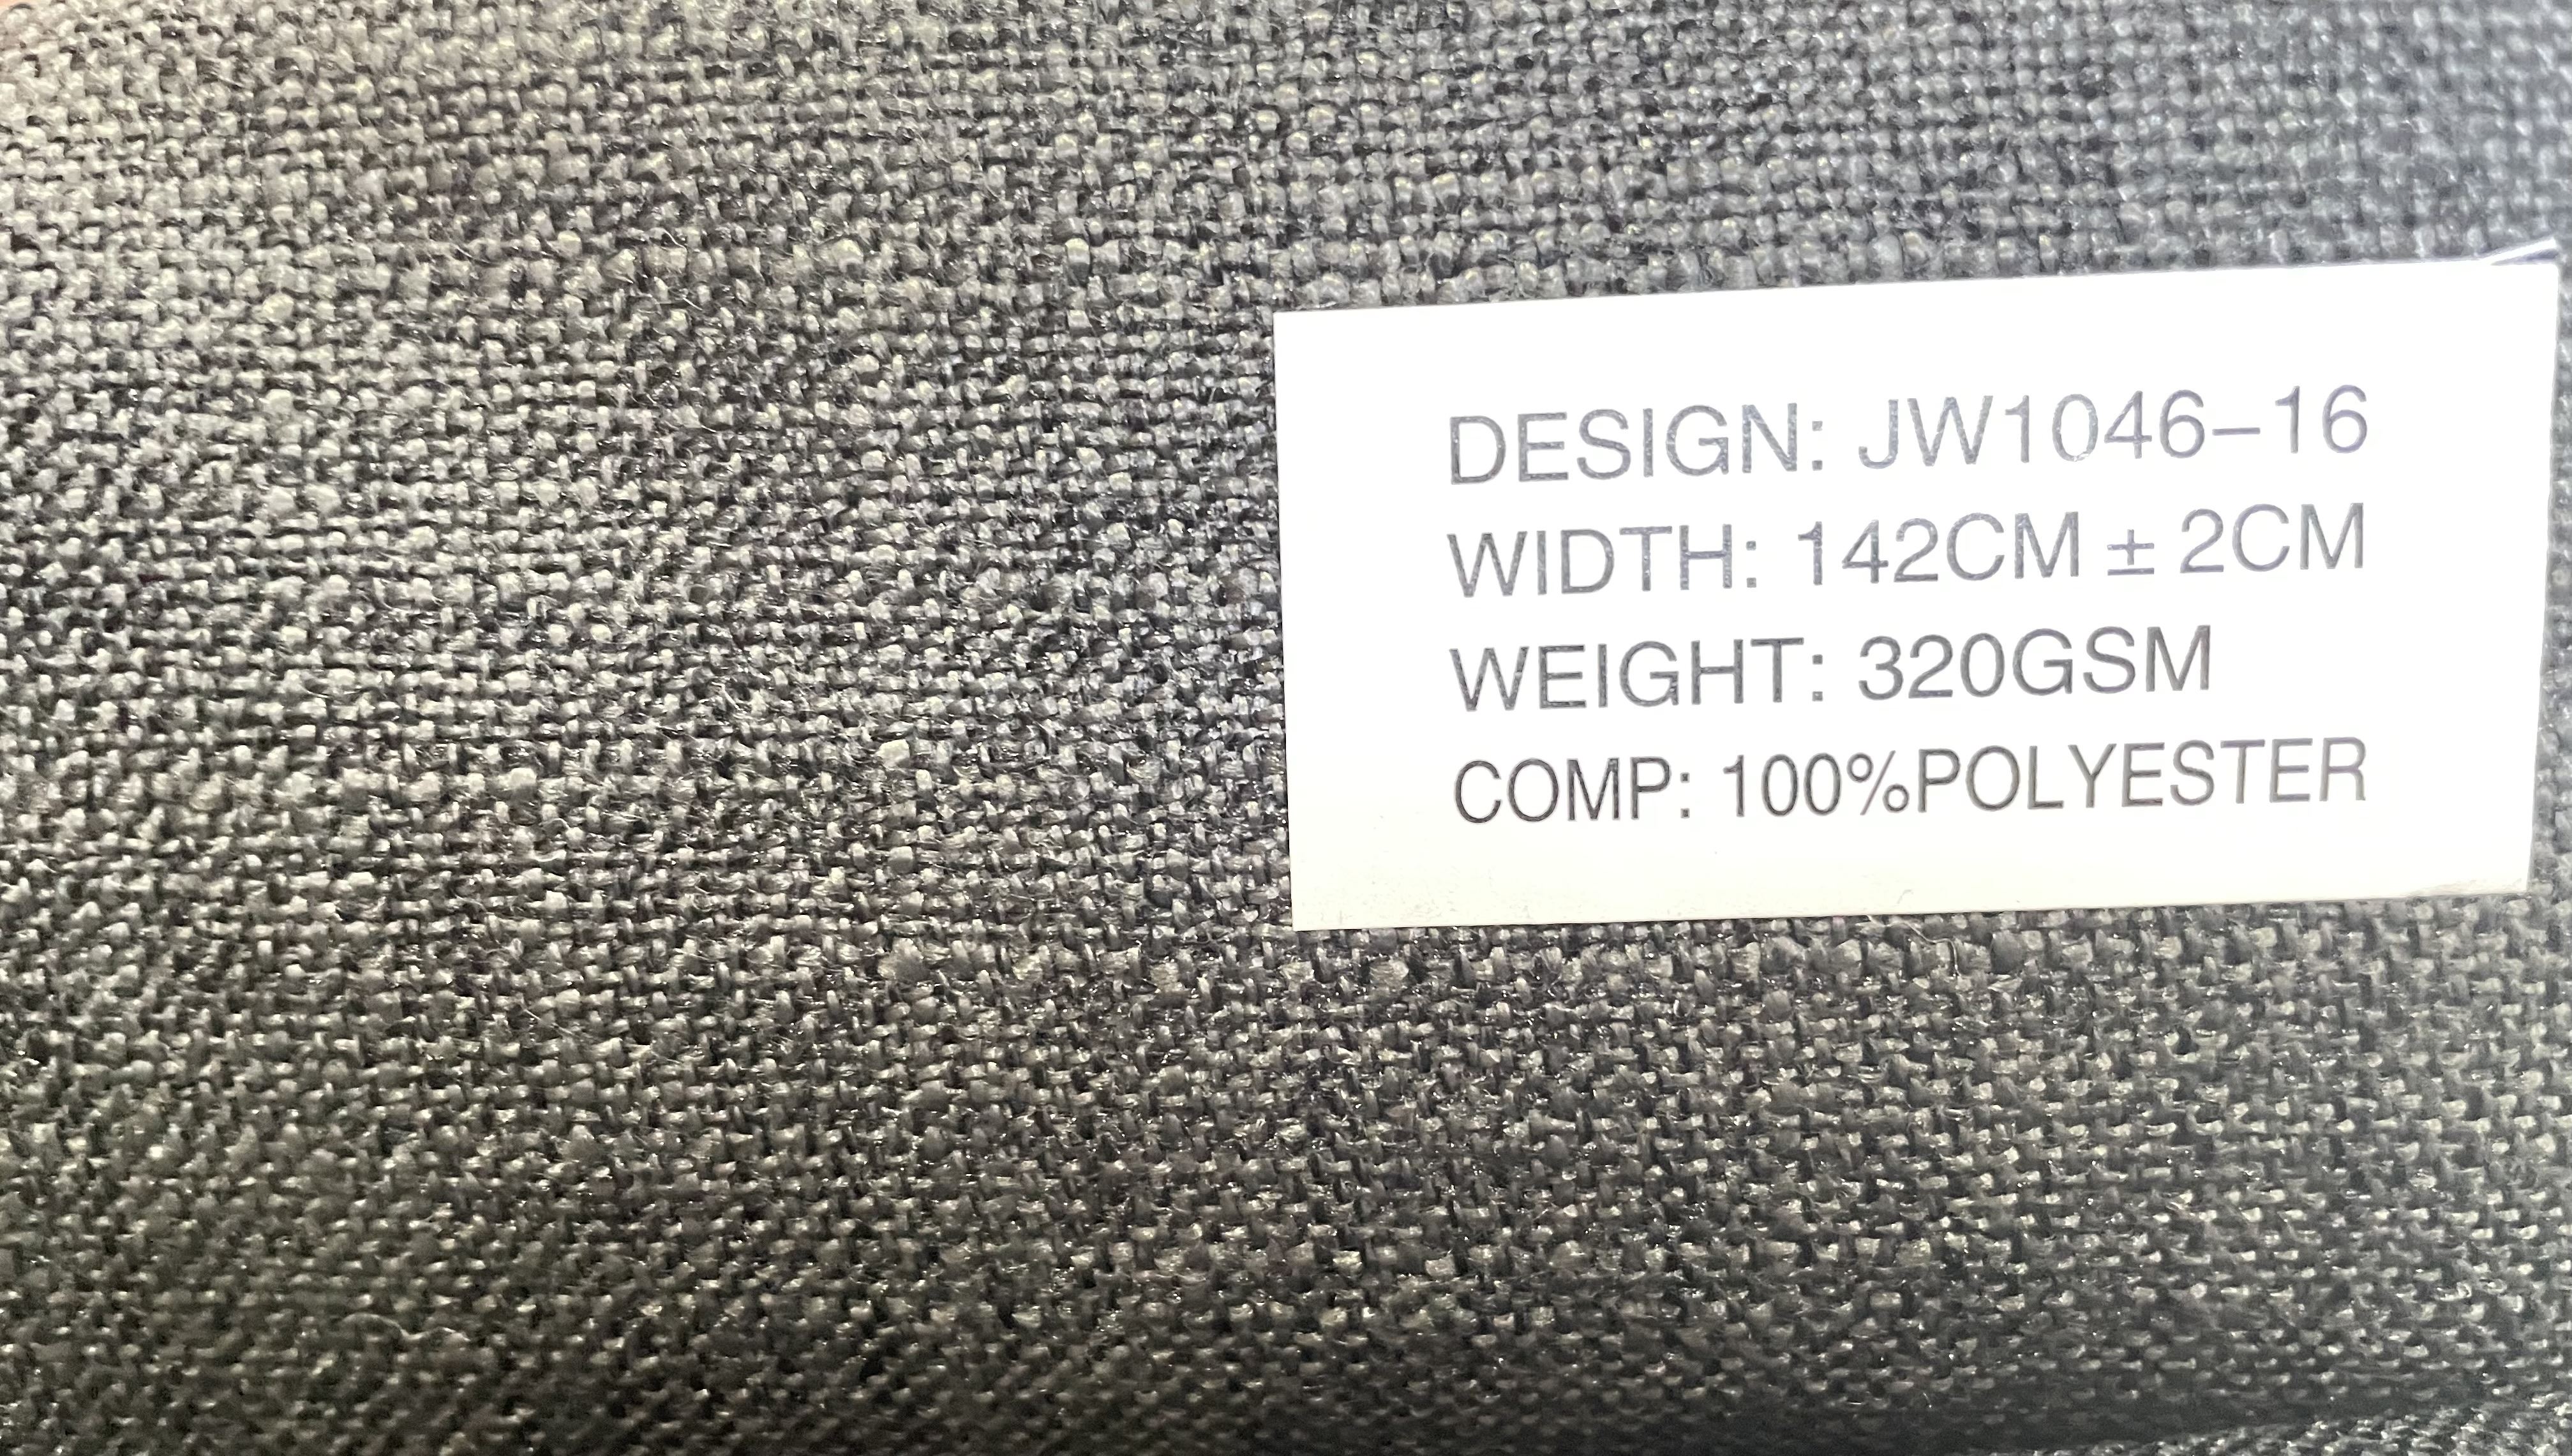 DESIGN: JW1046-16
WIDTH: 142CM ± 2CM
WEIGHT: 320GSM
COMP: 100%POLYESTER